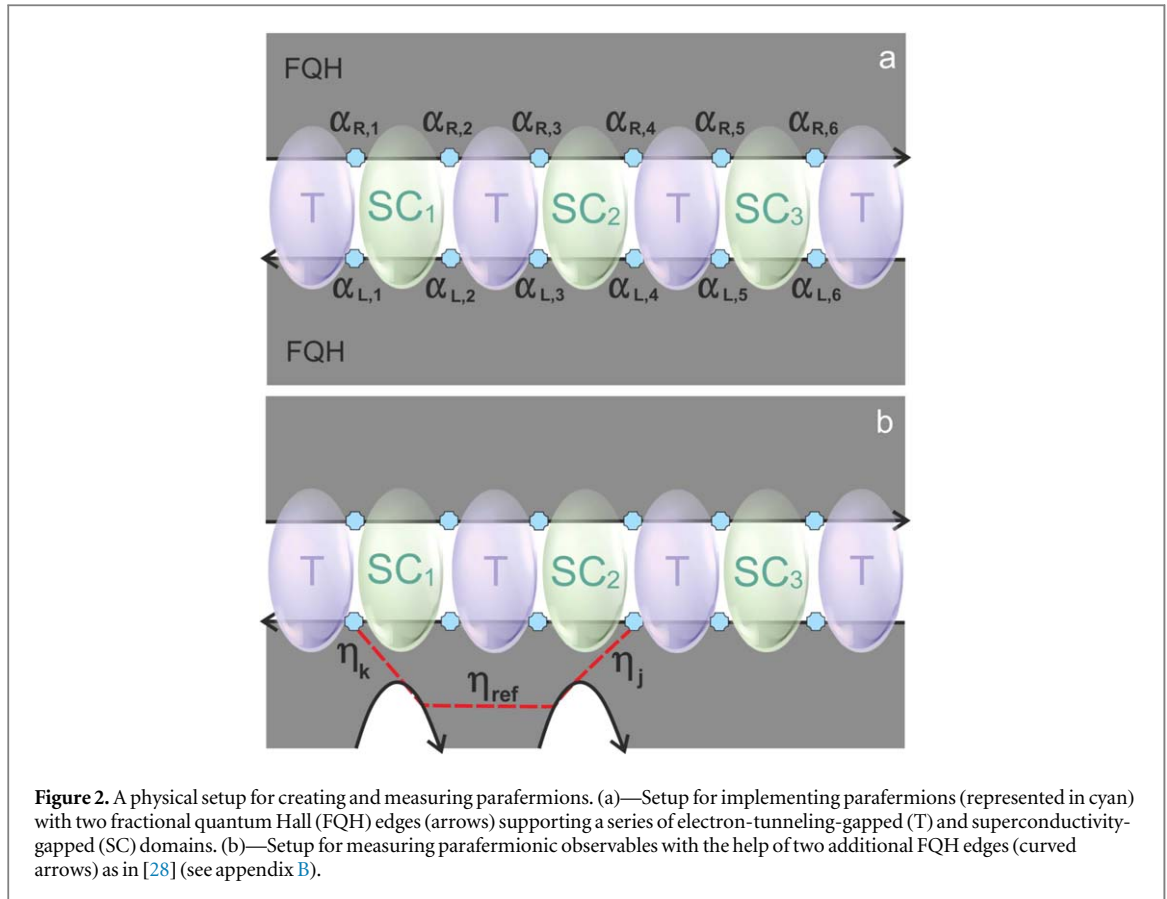 a
FQH
αR,1 αR,2 αR,3 αR,4 αR,5 αR,6
T SC1 T SC2 T SC3 T
αL,1 αL,2 αL,3 αL,4 αL,5 αL,6
FQH
b
T SC1 T SC2 T SC3 T
ηk ηref ηj
Figure 2. A physical setup for creating and measuring parafermions. (a)—Setup for implementing parafermions (represented in cyan)
with two fractional quantum Hall (FQH) edges (arrows) supporting a series of electron-tunneling-gapped (T) and superconductivity-
gapped (SC) domains. (b)—Setup for measuring parafermionic observables with the help of two additional FQH edges (curved
arrows) as in [28] (see appendix B).